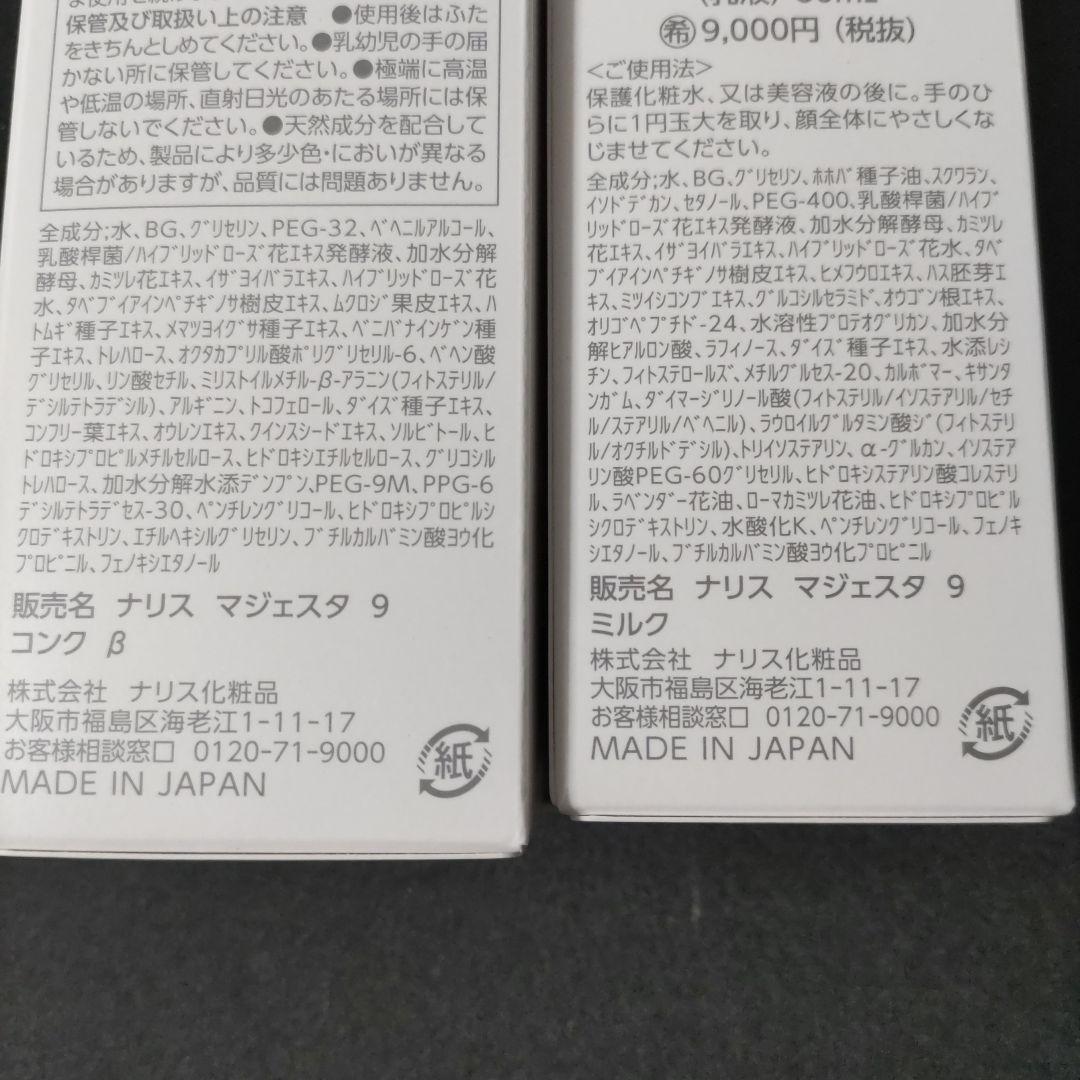 保管及び取扱い上の注意 ●使用後はふた
をきちんとしめてください。●乳幼児の手の届
かない所に保管してください。●極端に高温
や低温の場所、直射日光のあたる場所には保
管しないでください。●天然成分を配合して
いるため、製品により多少色・においが異なる
場合がありますが、品質には問題ありません。
全成分;水、BG、グリセリン、PEG-32、ベヘニルアルコール、
乳酸桿菌/ハイブリッドローズ花エキス発酵液、加水分解
酵母、カミツレ花エキス、イザヨイバラエキス、ハイブリッドローズ花
水、タベブイアインペチギノサ樹皮エキス、ムクロジ果皮エキス、ハ
トムギ種子エキス、メマツヨイグサ種子エキス、ベニバナインゲン種
子エキス、トレハロース、オクタカプリル酸ポリグリセリル-6、ベヘン酸
グリセリル、リン酸セチル、ミリストイルメチル-β-アラニン(フィトステリル/
デシルテトラデシル)、アルギニン、トコフェロール、ダイズ種子エキス、
コンフリー葉エキス、オウレンエキス、クインスシードエキス、ソルビトール、ヒ
ドロキシプロピルメチルセルロース、ヒドロキシエチルセルロース、グリコシル
トレハロース、加水分解水添デンプン、PEG-9M、PPG-6
デシルテトラデセス-30、ペンチレングリコール、ヒドロキシプロピルシ
クロデキストリン、エチルヘキシルグリセリン、ブチルカルバミン酸ヨウ化
プロピニル、フェノキシエタノール
販売名 ナリス マジェスタ 9
コンク β
株式会社 ナリス化粧品
大阪市福島区海老江1-11-17
お客様相談窓口 0120-71-9000
MADE IN JAPAN
紙
希 9,000円 (税抜)
<ご使用法>
保護化粧水、又は美容液の後に。手のひ
らに1円玉大を取り、顔全体にやさしくな
じませてください。
全成分;水、BG、グリセリン、ホホバ種子油、スクワラン、
イソドデカン、セタノール、PEG-400、乳酸桿菌/ハイブ
リッドローズ花エキス発酵液、加水分解酵母、カミツレ
花エキス、イザヨイバラエキス、ハイブリッドローズ花水、タベ
ブイアインペチギノサ樹皮エキス、ヒメフウロエキス、ハス胚芽エ
キス、ミツイシコンブエキス、グルコシルセラミド、オウゴン根エキス、
オリゴペプチド-24、水溶性プロテオグリカン、加水分
解ヒアルロン酸、ラフィノース、ダイズ種子エキス、水添レシ
チン、フィトステロールズ、メチルグルセス-20、カルボマー、キサン
タンガム、ダイマージリノール酸(フィトステリル/イソステアリル/セチ
ル/ステアリル/ベヘニル)、ラウロイルグルタミン酸ジ(フィトステリ
ル/オクチルドデシル)、トリイソステアリン、α-グルカン、イソステア
リン酸PEG-60グリセリル、ヒドロキシステアリン酸コレステリ
ル、ラベンダー花油、ローマカミツレ花油、ヒドロキシプロピル
シクロデキストリン、水酸化K、ペンチレングリコール、フェノキ
シエタノール、ブチルカルバミン酸ヨウ化プロピニル
販売名 ナリス マジェスタ 9
ミルク
株式会社 ナリス化粧品
大阪市福島区海老江1-11-17
お客様相談窓口 0120-71-9000
MADE IN JAPAN
紙